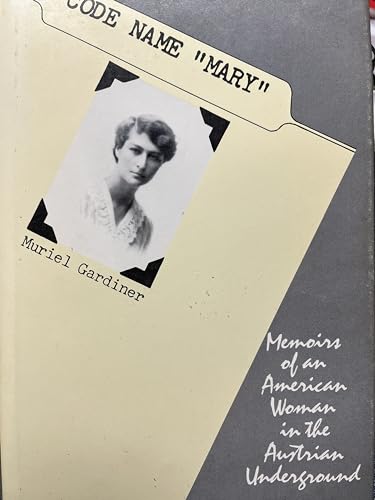 CODE NAME "MARY"
Muriel Gardiner
Memoirs
of an
American
Woman
in the
Austrian
Underground